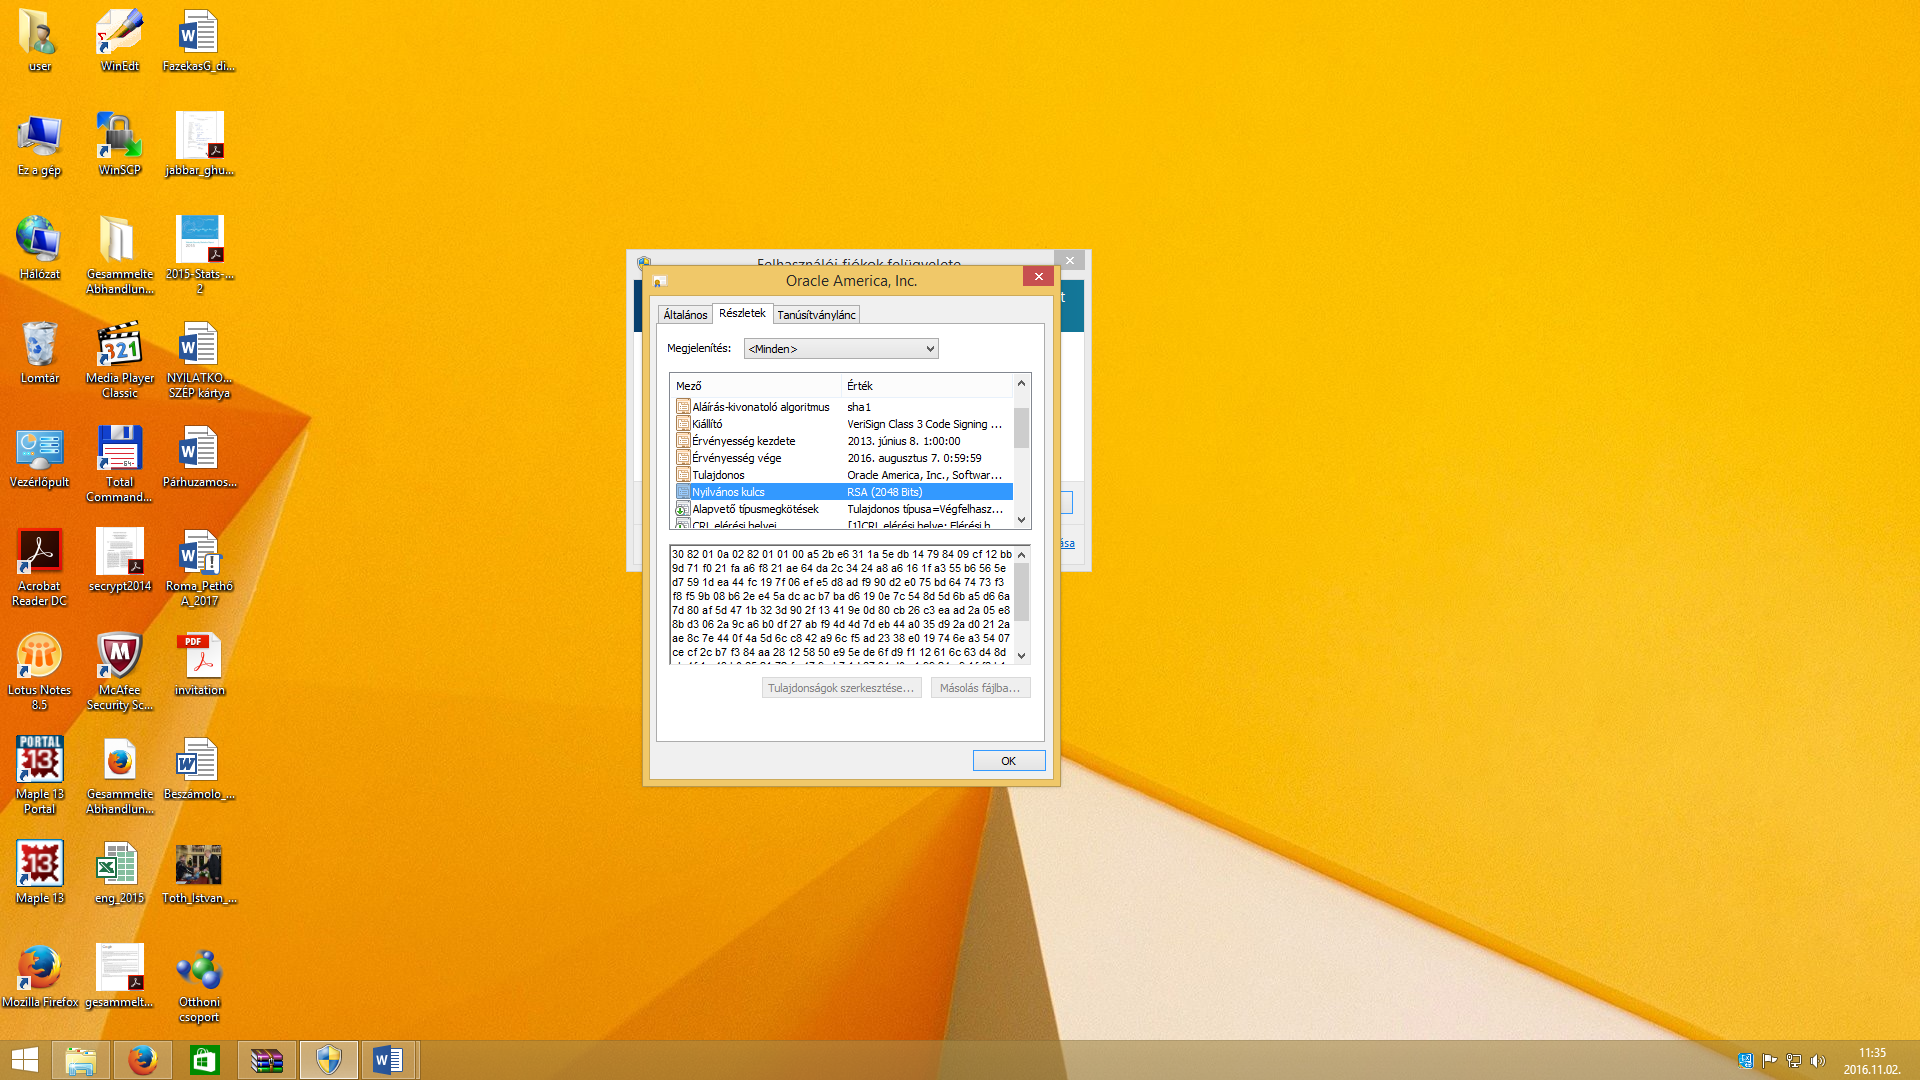 user
WinEdt
FazekasG_di...
Ez a gép
WinSCP
jabbar_ghu...
Hálózat
Gesammelte
Abhandlun...
2015-Stats-...
2
Lomtár
Media Player
Classic
NYILATKO...
SZÉP kártya
Vezérlőpult
Total
Command...
Párhuzamos...
Acrobat
Reader DC
secrypt2014
Roma_Pethő
A_2017
Lotus Notes
8.5
McAfee
Security Sc...
invitation
Maple 13
Portal
Gesammelte
Abhandlun...
Beszámolo_...
Maple 13
eng_2015
Toth_Istvan_...
Mozilla Firefox
gesammelt...
Otthoni
csoport
Felhasználói fiókok felügyelete
Oracle America, Inc.
Általános
Részletek
Tanúsítványlánc
Megjelenítés:
<Minden>
Mező
Érték
Aláírás-kivonatoló algoritmus
sha1
Kiállító
VeriSign Class 3 Code Signing ...
Érvényesség kezdete
2013. június 8. 1:00:00
Érvényesség vége
2016. augusztus 7. 0:59:59
Tulajdonos
Oracle America, Inc., Softwar...
Nyilvános kulcs
RSA (2048 Bits)
Alapvető típusmegkötések
Tulajdonos típusa=Végfelhasz...
CRL elérési helyei
[1]CRL elérési helye: Elérési h...
30 82 01 0a 02 82 01 01 00 a5 2b e6 31 1a 5e db 14 79 84 09 cf 12 bb
9d 71 f0 21 fa a6 f8 21 ae 64 da 2c 34 24 a8 a6 16 1f a3 55 b6 56 5e
d7 59 1d ea 44 fc 19 7f 06 ef e5 d8 ad f9 90 d2 e0 75 bd 64 74 73 f3
f8 f5 9b 08 b6 2e e4 5a dc ac b7 ba d6 19 0e 7c 54 8d 5d 6b a5 d6 6a
7d 80 af 5d 47 1b 32 3d 90 2f 13 41 9e 0d 80 cb 26 c3 ea ad 2a 05 e8
8b d3 06 2a 9c a6 b0 df 27 ab f9 4d 4d 7d eb 44 a0 35 d9 2a d0 21 2a
ae 8c 7e 44 0f 4a 5d 6c c8 42 a9 6c f5 ad 23 38 e0 19 74 6e a3 54 07
ce cf 2c b7 f3 84 aa 28 12 58 50 e9 5e de 6f d9 f1 12 61 6c 63 d4 8d
Tulajdonságok szerkesztése...
Másolás fájlba...
OK
11:35
2016.11.02.